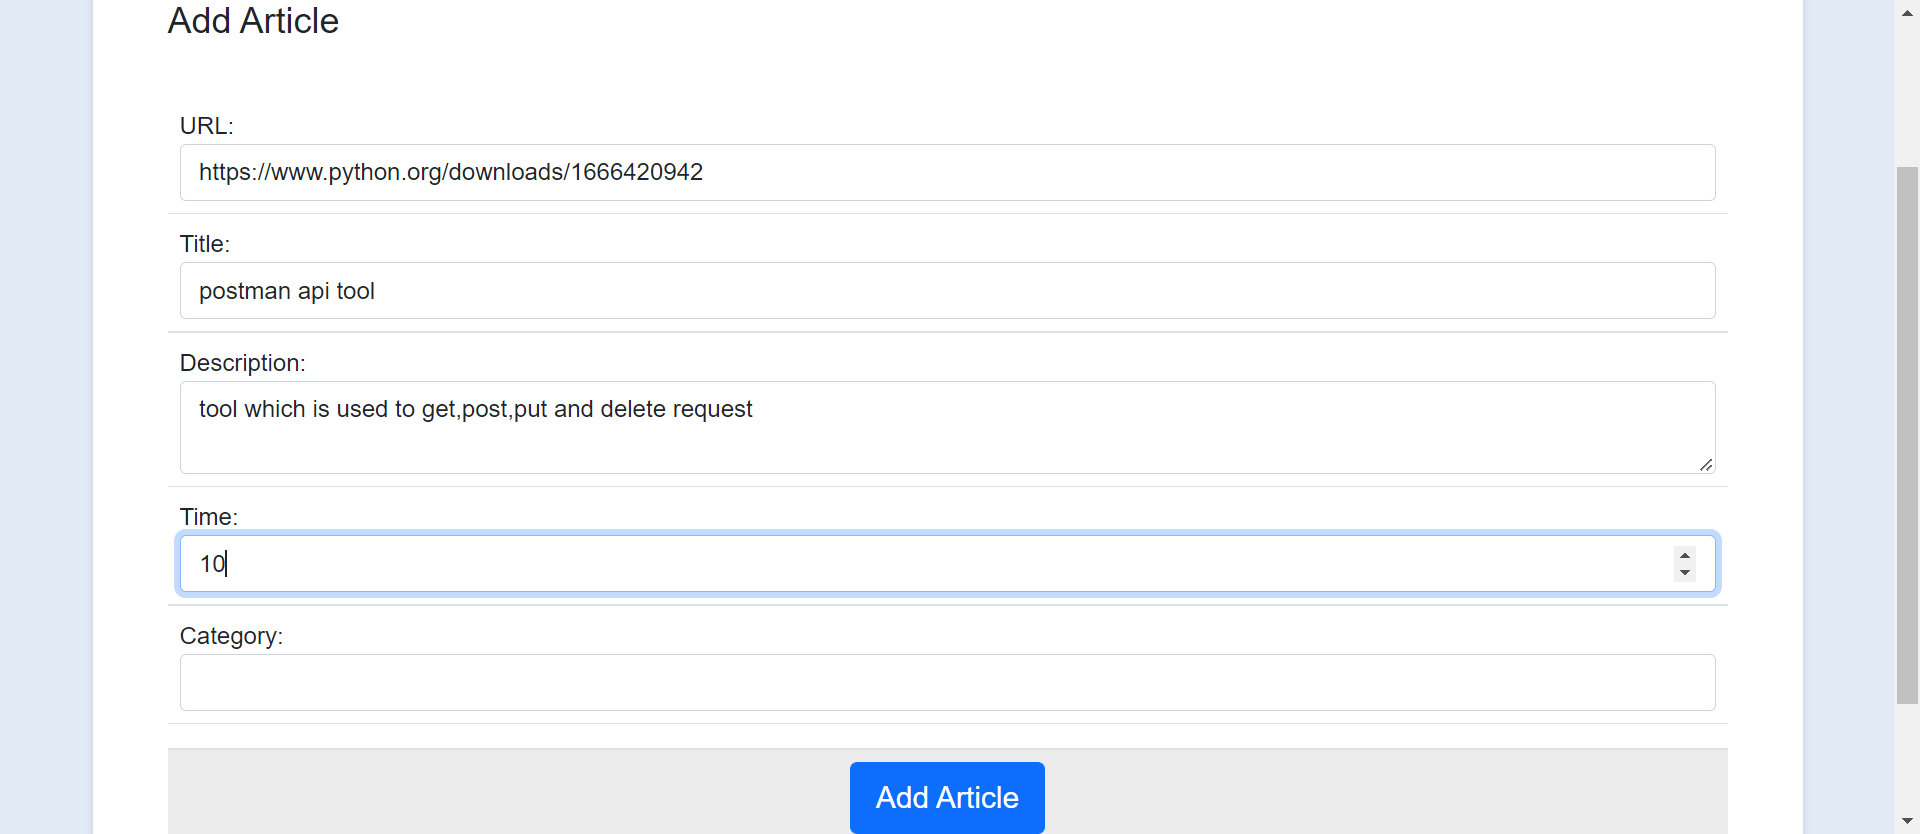 Add Article
URL:
https://www.python.org/downloads/1666420942
Title:
postman api tool
Description:
tool which is used to get,post,put and delete request
Time:
10
Category:
Add Article